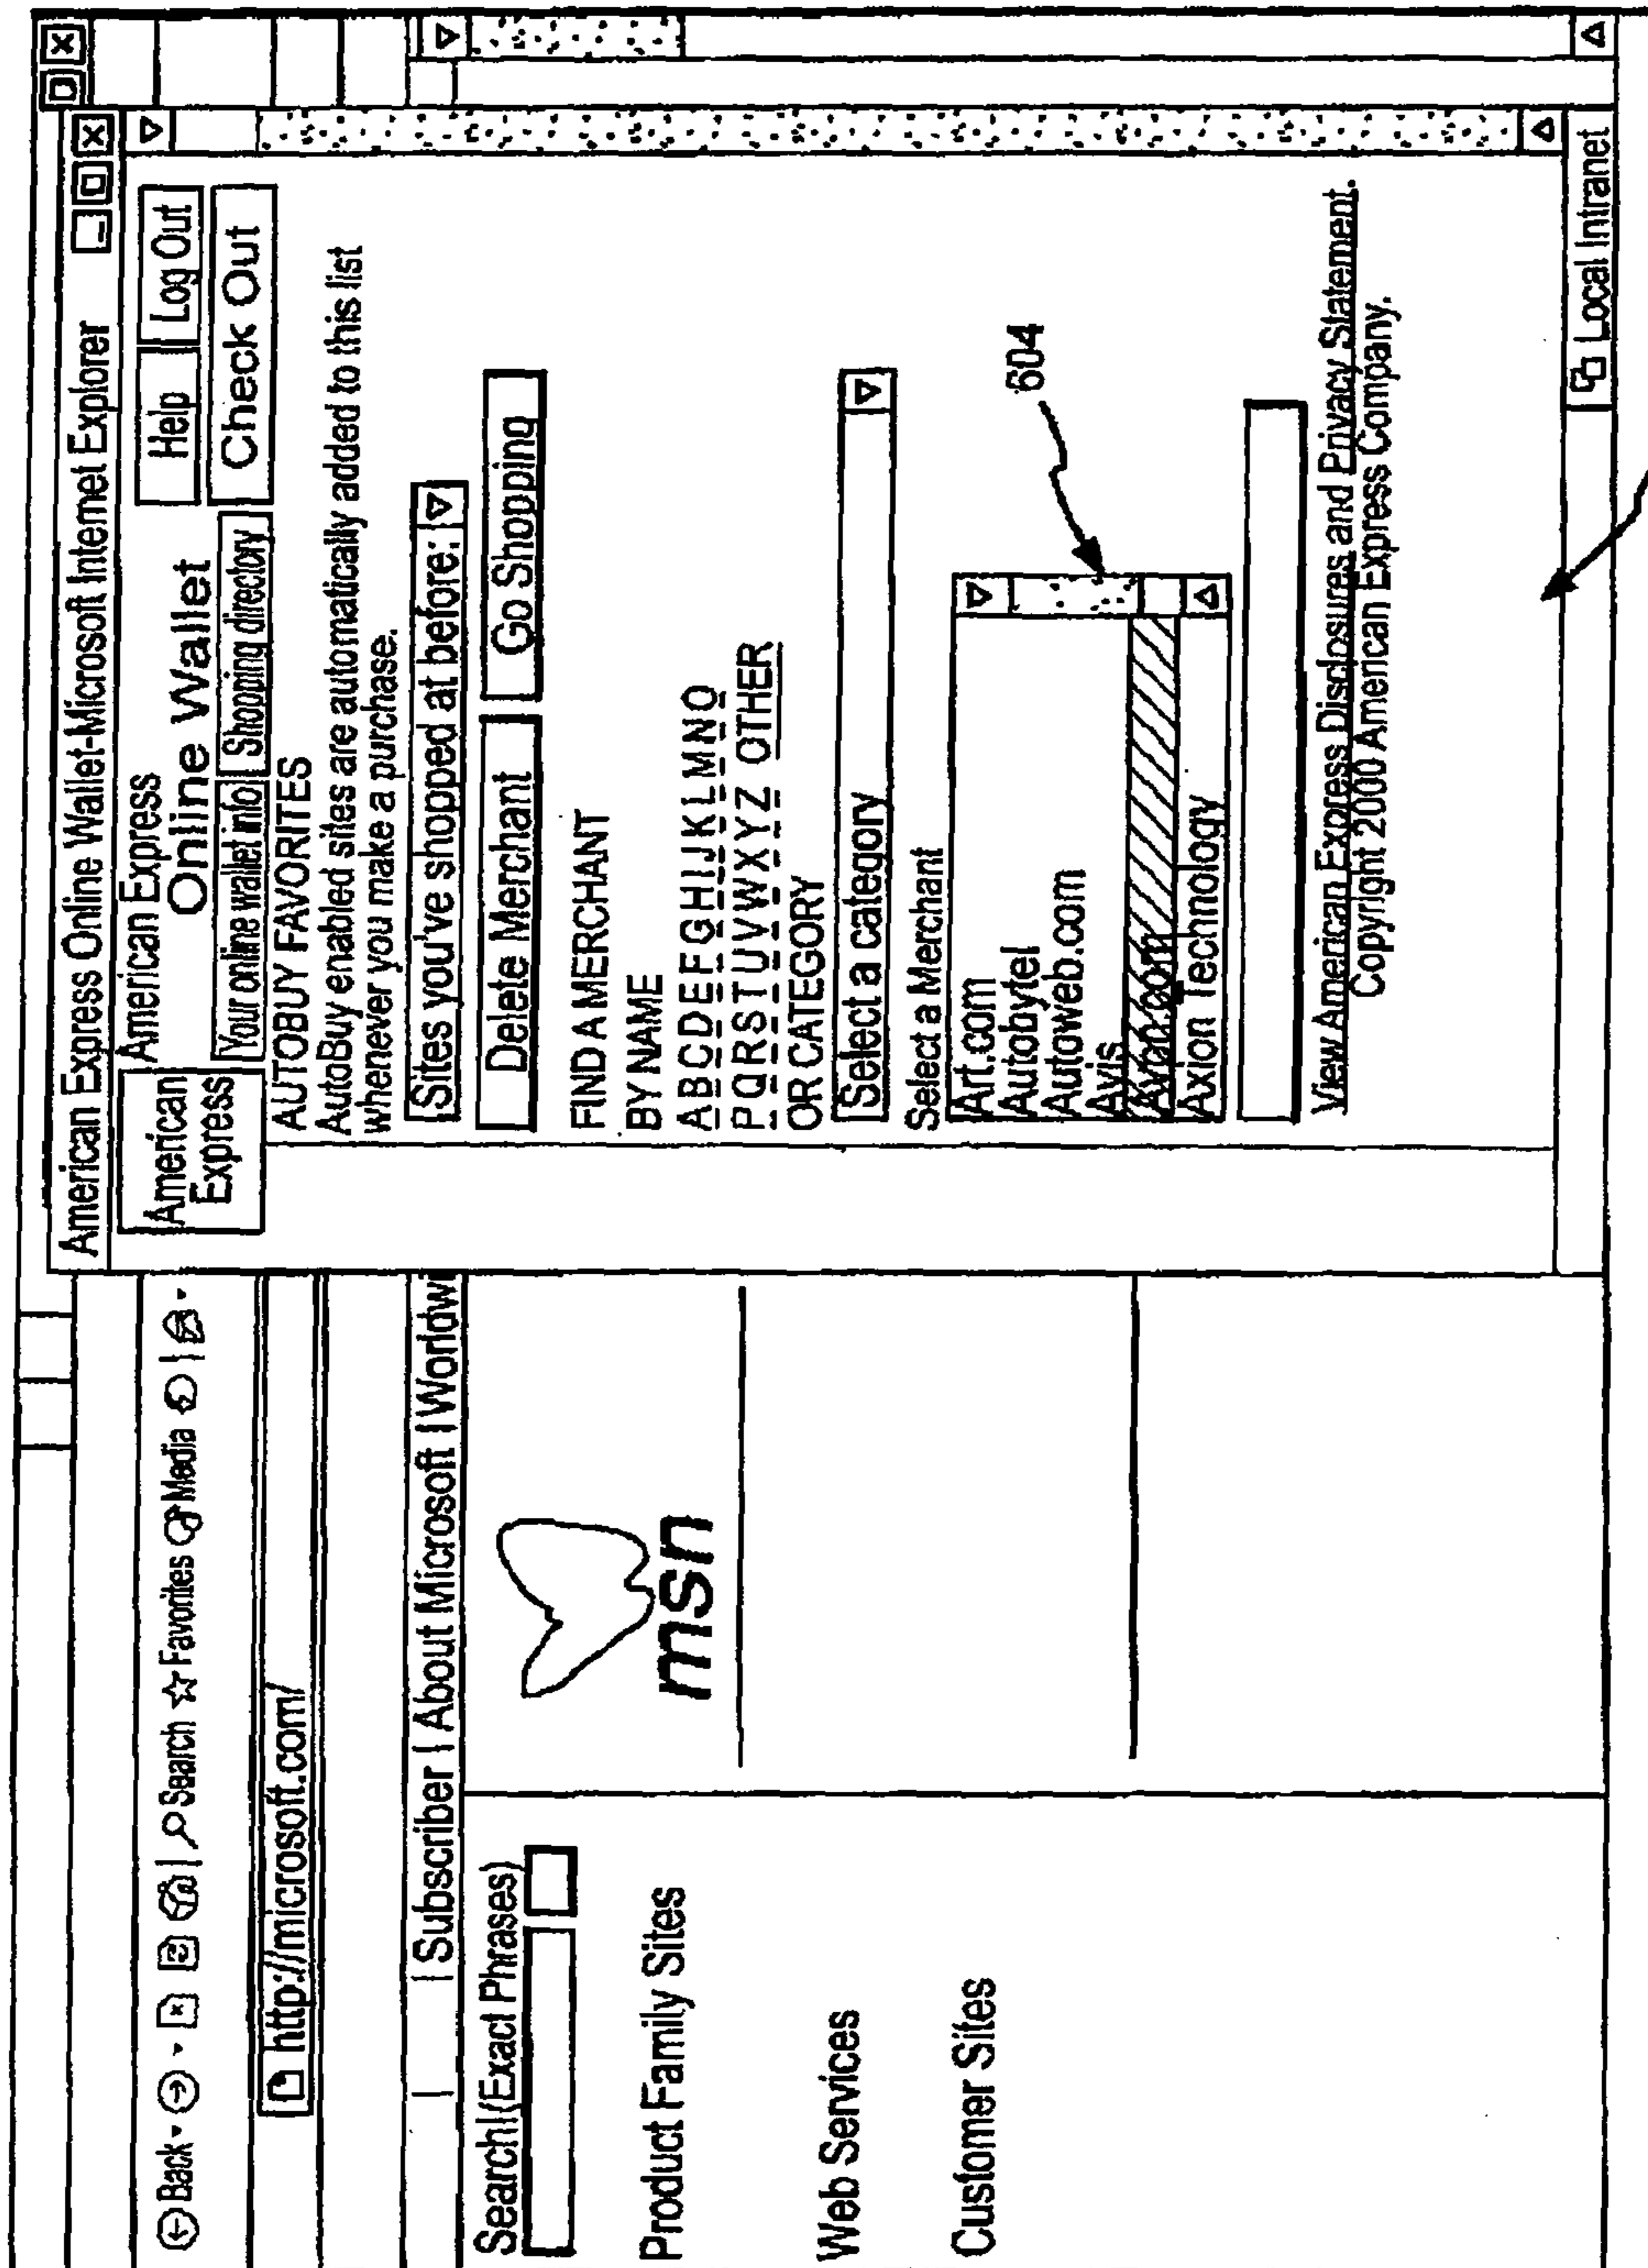 Back
Search
Favorites
Media
http://microsoft.com/
| Subscriber | About Microsoft | Worldw
Search|(Exact Phrases)
Product Family Sites
Web Services
Customer Sites
msn
American Express Online Wallet-Microsoft Internet Explorer
American
Express
American Express
Online Wallet
Help
Log Out
Your online wallet info
Shopping directory
Check Out
AUTOBUY FAVORITES
AutoBuy enabled sites are automatically added to this list
whenever you make a purchase.
Sites you've shopped at before:
Delete Merchant
Go Shopping
FIND A MERCHANT
BY NAME
A B C D E F G H I J K L M N O
P Q R S T U V W X Y Z OTHER
OR CATEGORY
Select a category
Select a Merchant
Art.com
Autobytel
Autoweb.com
Avis
Avon.com
Axion Technology
604
View American Express Disclosures and Privacy Statement.
Copyright 2000 American Express Company.
Local Intranet